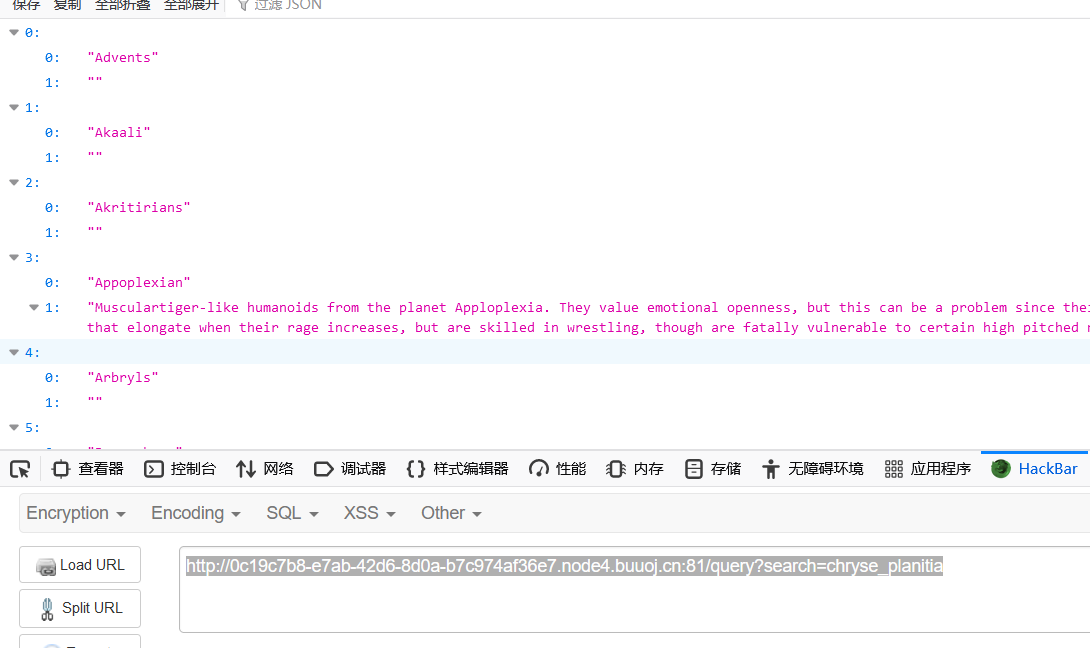 保存 复制 全部折叠 全部展开 过滤 JSON
0:
0: "Advents"
1: ""
1:
0: "Akaali"
1: ""
2:
0: "Akritirians"
1: ""
3:
0: "Appoplexian"
1: "Musculartiger-like humanoids from the planet Apploplexia. They value emotional openness, but this can be a problem since thei
that elongate when their rage increases, but are skilled in wrestling, though are fatally vulnerable to certain high pitched
4:
0: "Arbryls"
1: ""
5:
查看器 控制台 网络 调试器 样式编辑器 性能 内存 存储 无障碍环境 应用程序 HackBar
Encryption Encoding SQL XSS Other
Load URL
http://0c19c7b8-e7ab-42d6-8d0a-b7c974af36e7.node4.buuoj.cn:81/query?search=chryse_planitia
Split URL